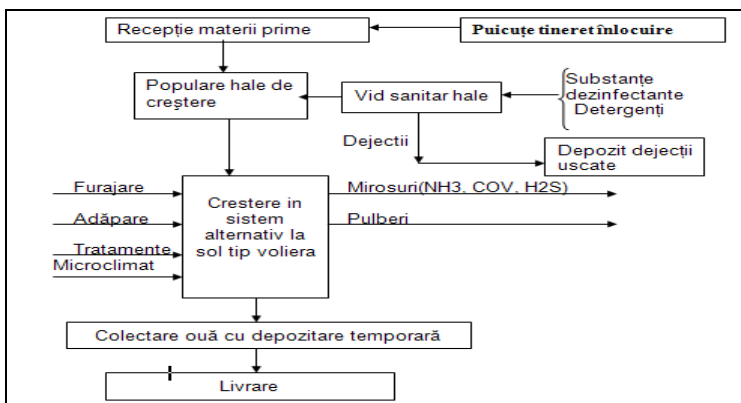 Recepție materii prime
Puicuțe tineret înlocuire
Populare hale de
creștere
Vid sanitar hale
Substanțe
dezinfectante
Detergenți
Dejectii
Depozit dejecții
uscate
Furajare
Adăpare
Tratamente
Microclimat
Crestere in
sistem
alternativ la
sol tip voliera
Mirosuri(NH3, COV, H2S)
Pulberi
Colectare ouă cu depozitare temporară
Livrare